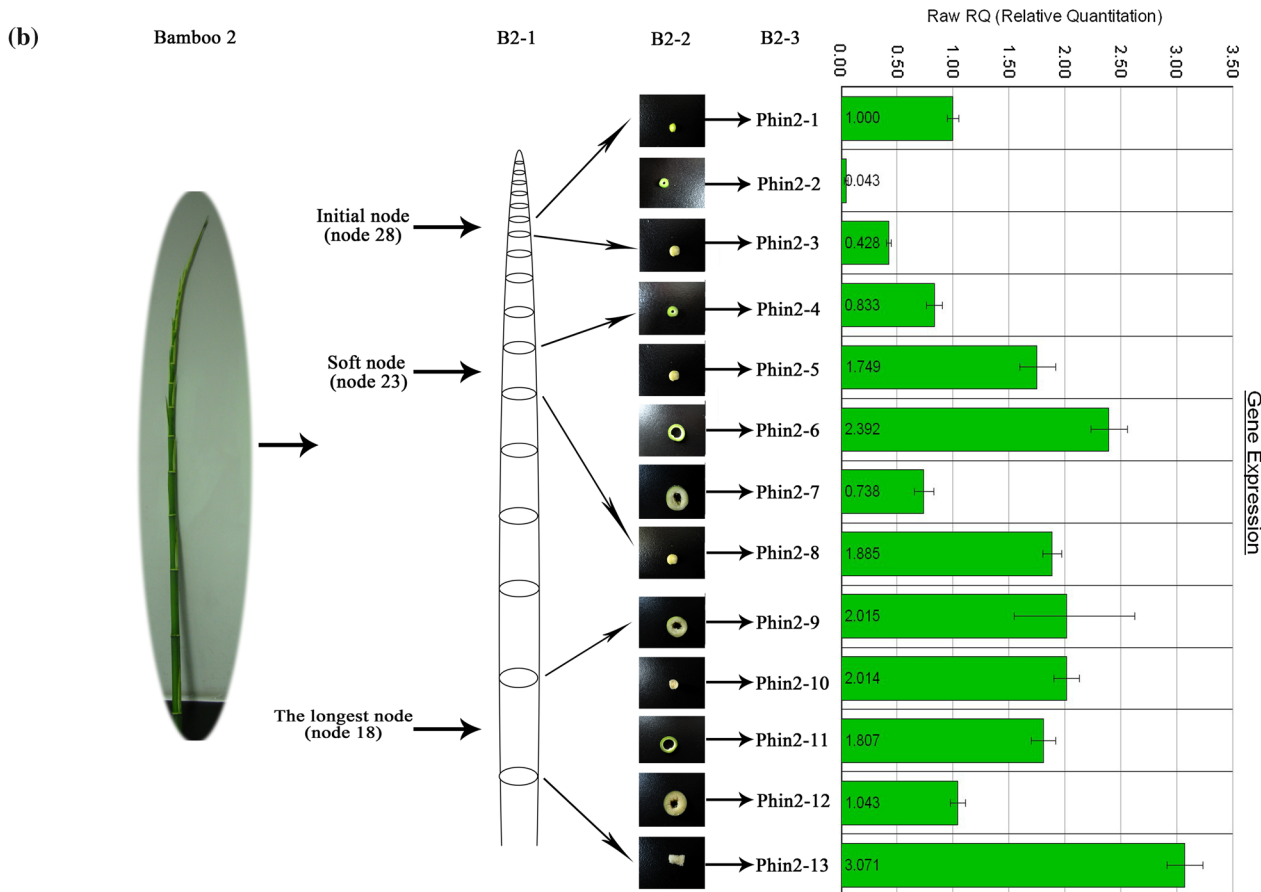 (b)
Bamboo 2
B2-1
B2-2
B2-3
Raw RQ (Relative Quantitation)
0.00
0.50
1.00
1.50
2.00
2.50
3.00
3.50
Initial node
(node 28)
Soft node
(node 23)
The longest node
(node 18)
Phin2-1
1.000
Phin2-2
0.043
Phin2-3
0.428
Phin2-4
0.833
Phin2-5
1.749
Phin2-6
2.392
Phin2-7
0.738
Phin2-8
1.885
Phin2-9
2.015
Phin2-10
2.014
Phin2-11
1.807
Phin2-12
1.043
Phin2-13
3.071
Gene Expression